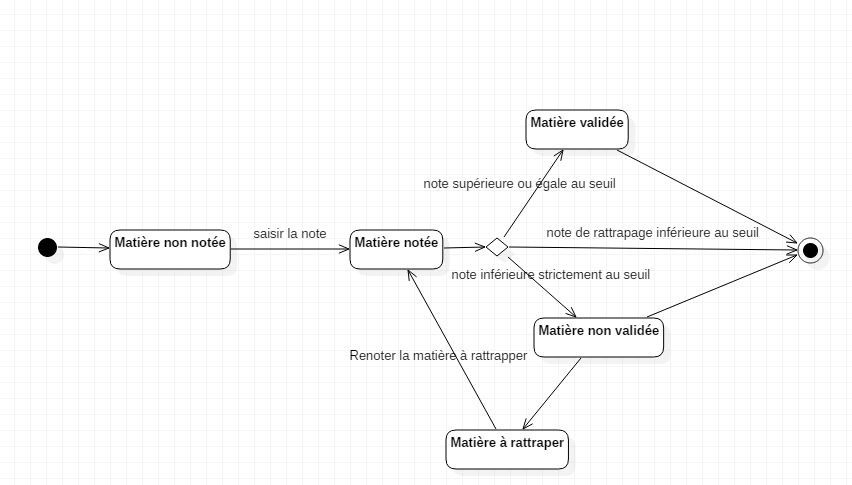 Matière validée
note supérieure ou égale au seuil
note de rattrapage inférieure au seuil
saisir la note
Matière non notée
Matière notée
note inférieure strictement au seuil
Matière non validée
Renoter la matière à rattrapper
Matière à rattraper